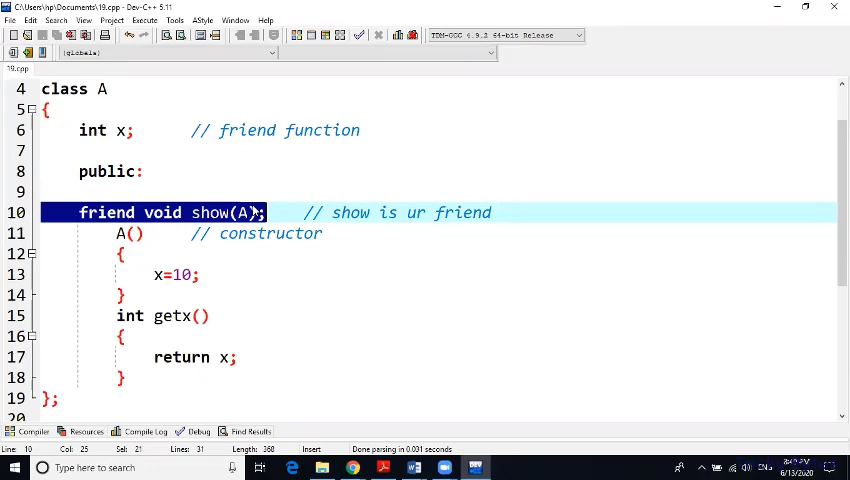 C:\Users\hp\Documents\19.cpp - Dev-C++ 5.11
File Edit Search View Project Execute Tools AStyle Window Help
TDM-GCC 4.9.2 64-bit Release
(globals)
19.cpp
4 class A
5 {
6 int x; // friend function
7
8 public:
9
10 friend void show(A); // show is ur friend
11 A() // constructor
12 {
13 x=10;
14 }
15 int getx()
16 {
17 return x;
18 }
19 };
20
Compiler Resources Compile Log Debug Find Results
Line: 10 Col: 25 Sel: 21 Lines: 31 Length: 368 Insert Done parsing in 0.031 seconds
Type here to search
ENG
6/13/2020